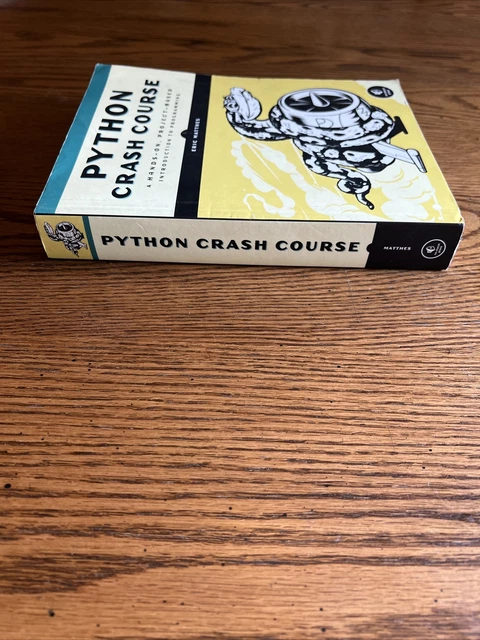 PYTHON
CRASH COURSE
A HANDS-ON, PROJECT-BASED
INTRODUCTION TO PROGRAMMING
ERIC MATTHES
PYTHON CRASH COURSE
MATTHES